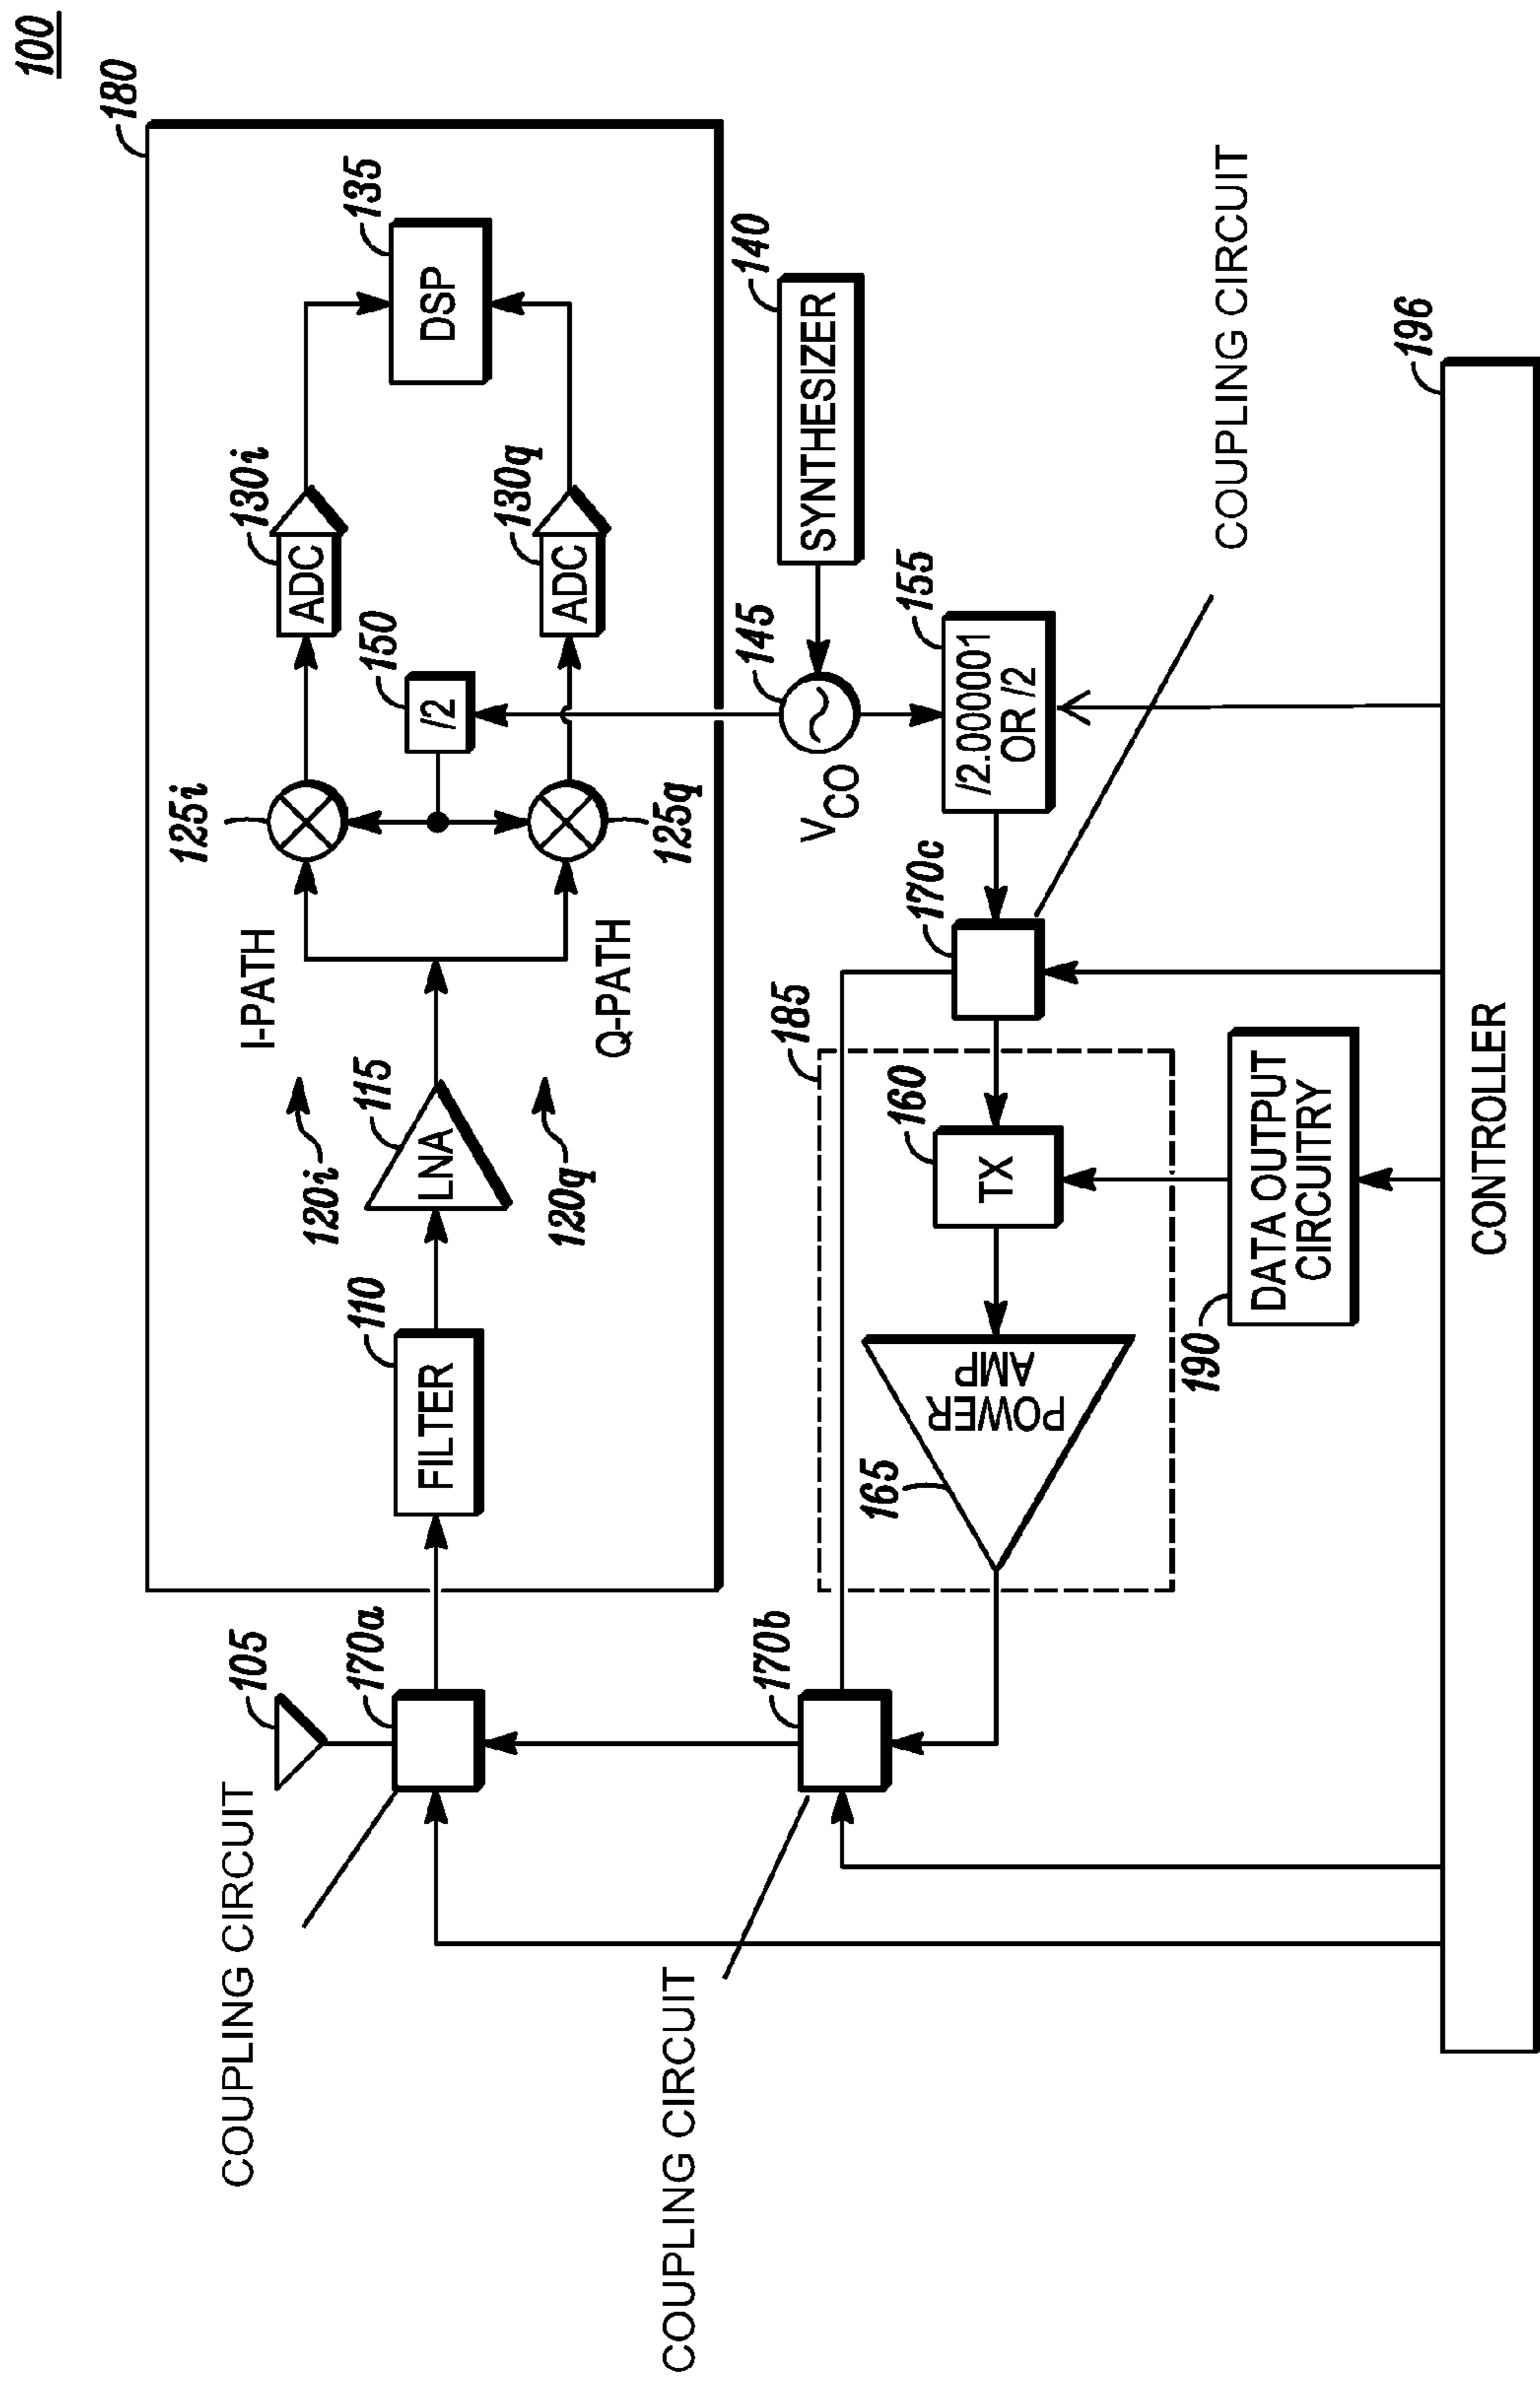 100
180
COUPLING CIRCUIT
105
170a
110
FILTER
120i
115
LNA
120q
I-PATH
Q-PATH
125i
125q
150
/2
130i
ADC
130q
ADC
135
DSP
140
SYNTHESIZER
145
VCO
155
/2.000001
OR /2
COUPLING CIRCUIT
170b
185
165
POWER
AMP
160
TX
170c
COUPLING CIRCUIT
190
DATA OUTPUT
CIRCUITRY
196
CONTROLLER